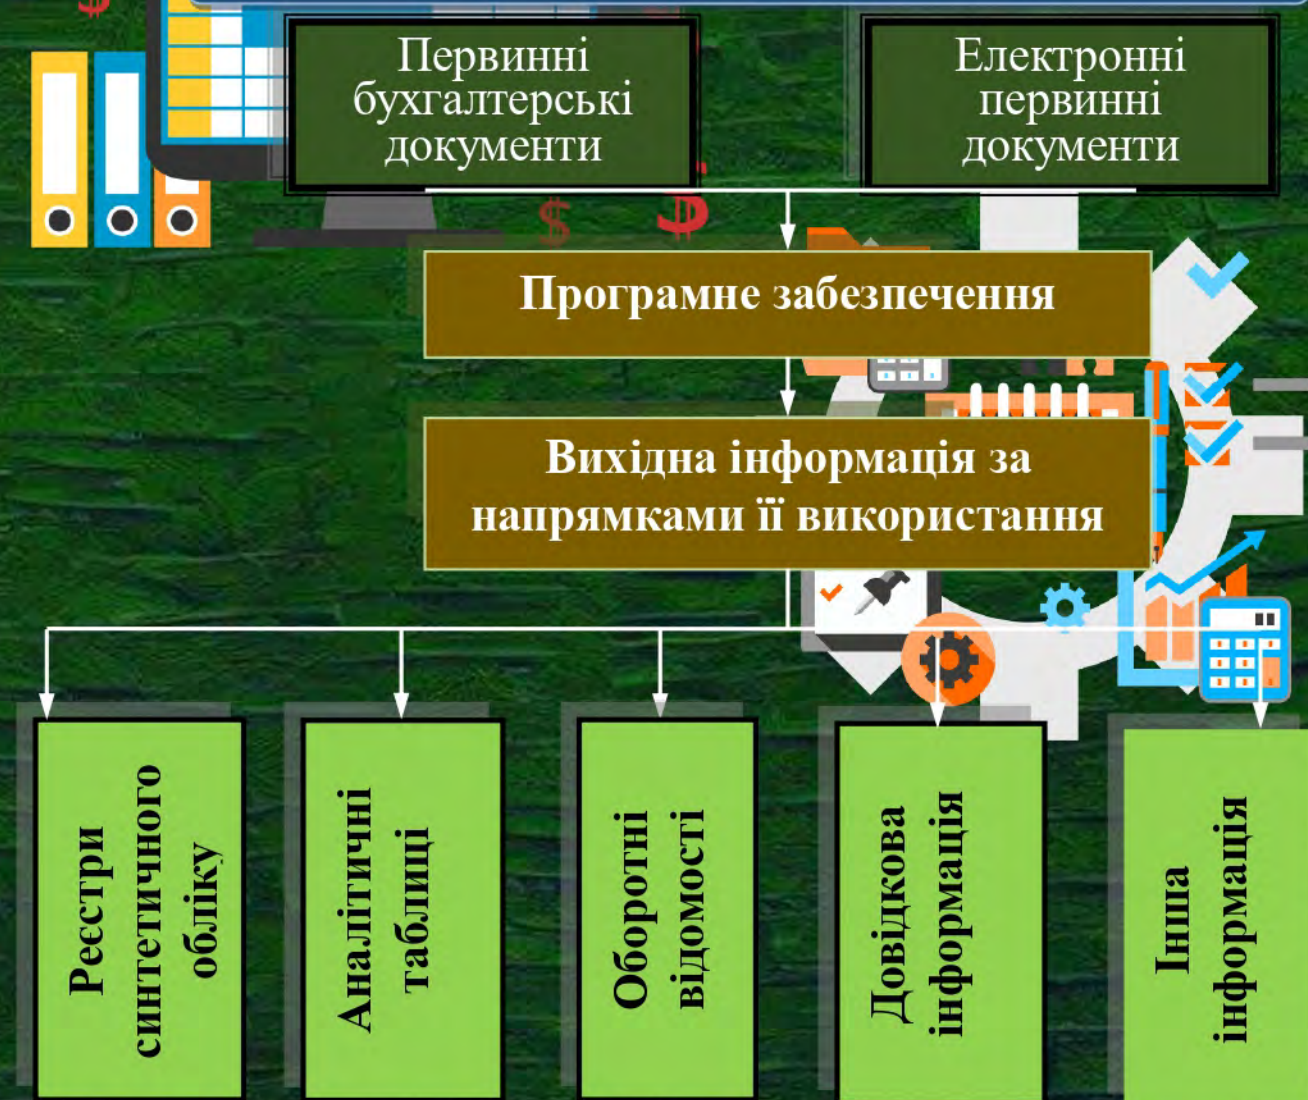 Первинні
бухгалтерські
документи
Електронні
первинні
документи
Програмне забезпечення
Вихідна інформація за
напрямками її використання
Реєстри
синтетичного
обліку
Аналітичні
таблиці
Оборотні
відомості
Довідкова
інформація
Інша
інформація